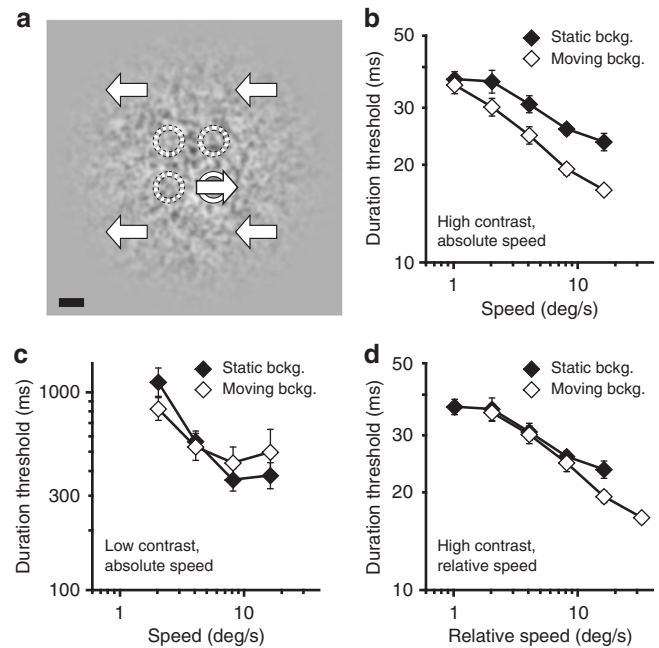 a
b
50
30
20
10
Duration threshold (ms)
Static bckg.
Moving bckg.
High contrast,
absolute speed
1
10
Speed (deg/s)
c
1000
300
100
Duration threshold (ms)
Static bckg.
Moving bckg.
Low contrast,
absolute speed
1
10
Speed (deg/s)
d
50
30
20
10
Duration threshold (ms)
Static bckg.
Moving bckg.
High contrast,
relative speed
1
10
Relative speed (deg/s)